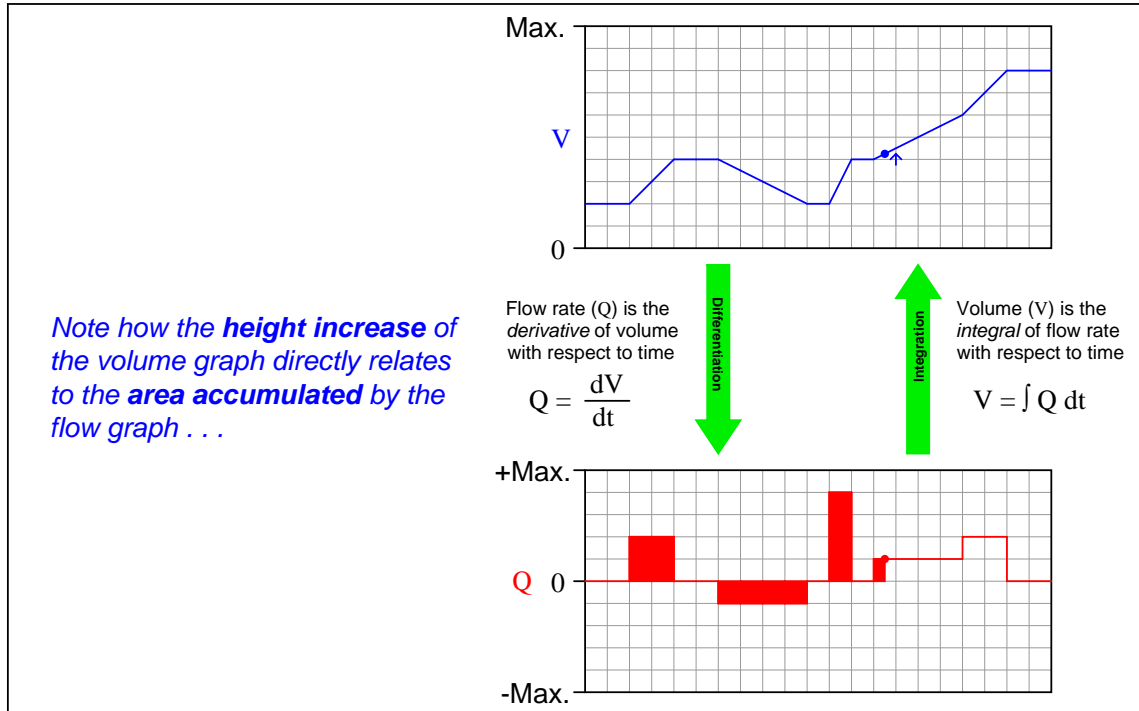 Max.
V
0
Note how the height increase of
the volume graph directly relates
to the area accumulated by the
flow graph . . .
Flow rate (Q) is the
derivative of volume
with respect to time
Q = dV
dt
Differentiation
Integration
Volume (V) is the
integral of flow rate
with respect to time
V = ∫ Q dt
+Max.
Q 0
-Max.